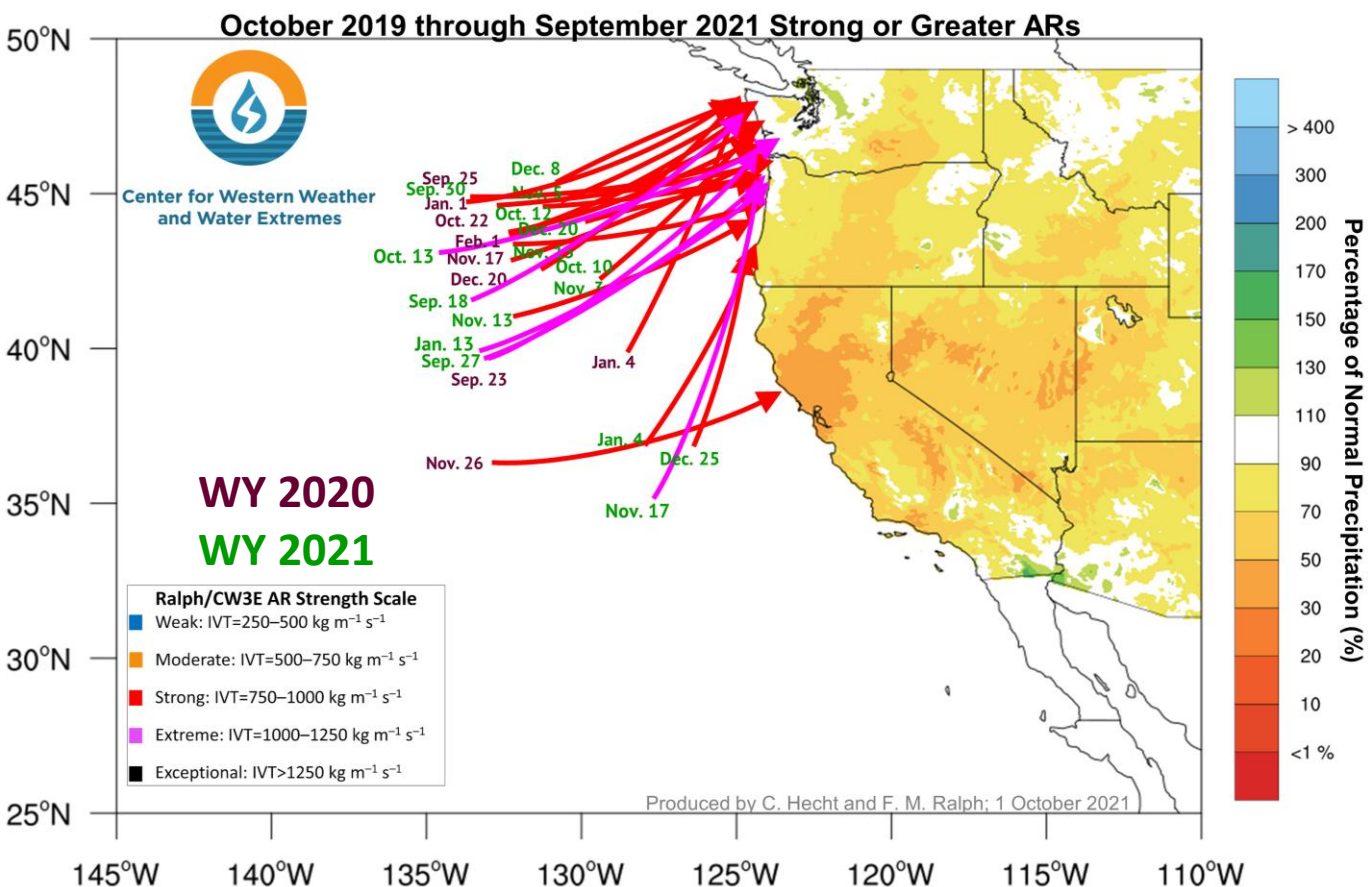 October 2019 through September 2021 Strong or Greater ARs
50°N
45°N
40°N
35°N
30°N
25°N
Center for Western Weather
and Water Extremes
Dec. 8
Sep. 25
Sep. 30
Jan. 1
Oct. 12
Oct. 22
Dec. 20
Feb. 1
Oct. 13
Nov. 17
Oct. 10
Dec. 20
Sep. 18
Nov. 13
Jan. 13
Sep. 27
Sep. 23
Jan. 4
Jan. 4
Dec. 25
Nov. 26
Nov. 17
WY 2020
WY 2021
Ralph/CW3E AR Strength Scale
Weak: IVT=250–500 kg m⁻¹ s⁻¹
Moderate: IVT=500–750 kg m⁻¹ s⁻¹
Strong: IVT=750–1000 kg m⁻¹ s⁻¹
Extreme: IVT=1000–1250 kg m⁻¹ s⁻¹
Exceptional: IVT>1250 kg m⁻¹ s⁻¹
Produced by C. Hecht and F. M. Ralph; 1 October 2021
145°W
140°W
135°W
130°W
125°W
120°W
115°W
110°W
> 400
300
200
170
150
130
110
90
70
50
30
20
10
<1 %
Percentage of Normal Precipitation (%)